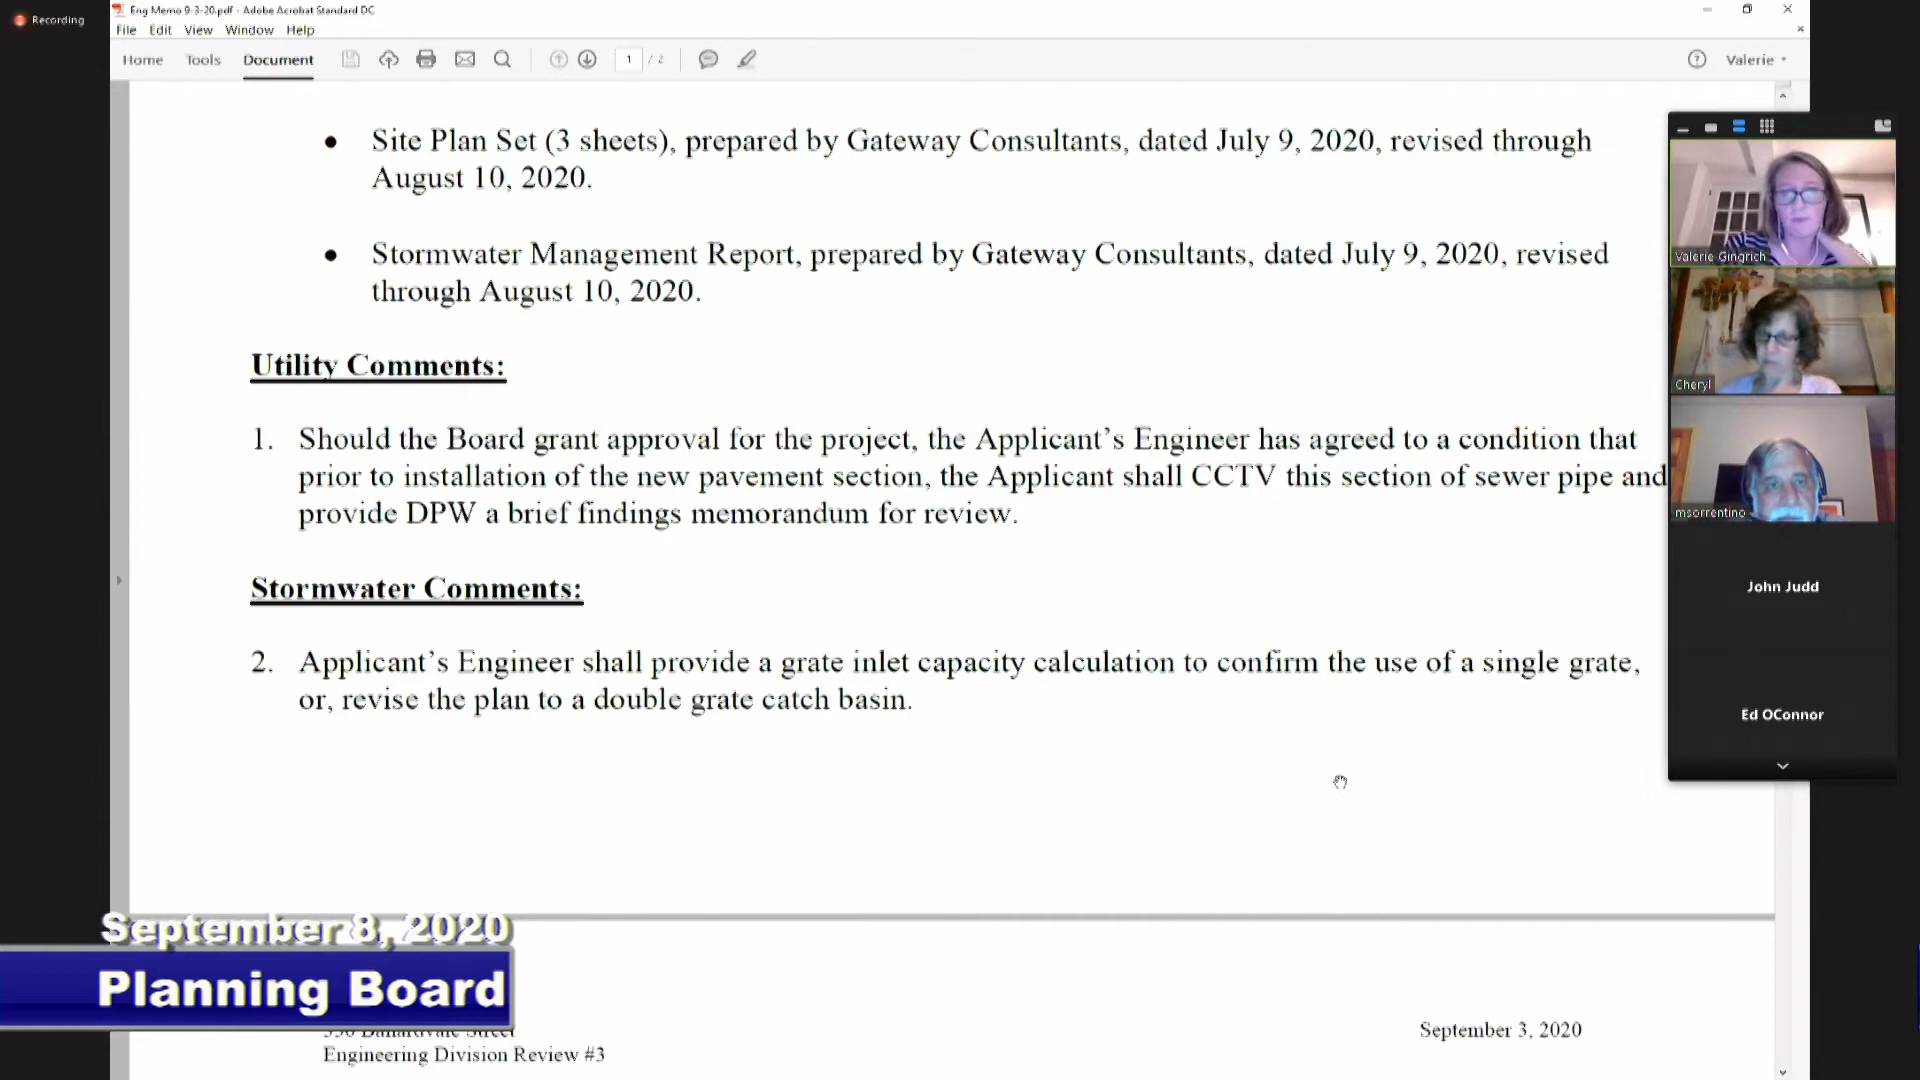 Recording
Eng Memo 9-3-20.pdf - Adobe Acrobat Standard DC
File Edit View Window Help
Home Tools Document 1 / 2 Valerie
• Site Plan Set (3 sheets), prepared by Gateway Consultants, dated July 9, 2020, revised through
August 10, 2020.
• Stormwater Management Report, prepared by Gateway Consultants, dated July 9, 2020, revised
through August 10, 2020.
Utility Comments:
1. Should the Board grant approval for the project, the Applicant's Engineer has agreed to a condition that
prior to installation of the new pavement section, the Applicant shall CCTV this section of sewer pipe and
provide DPW a brief findings memorandum for review.
Stormwater Comments:
2. Applicant's Engineer shall provide a grate inlet capacity calculation to confirm the use of a single grate,
or, revise the plan to a double grate catch basin.
Valerie Gingrich
Cheryl
msorrentino
John Judd
Ed OConnor
September 8, 2020
Planning Board
Street
September 3, 2020
Engineering Division Review #3